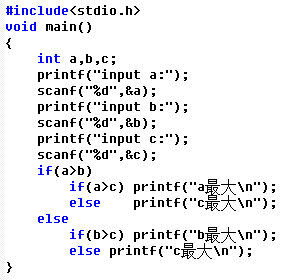 #include<stdio.h>
void main()
{
    int a,b,c;
    printf("input a:");
    scanf("%d",&a);
    printf("input b:");
    scanf("%d",&b);
    printf("input c:");
    scanf("%d",&c);
    if(a>b)
        if(a>c) printf("a最大\n");
        else    printf("c最大\n");
    else
        if(b>c) printf("b最大\n");
        else printf("c最大\n");
}